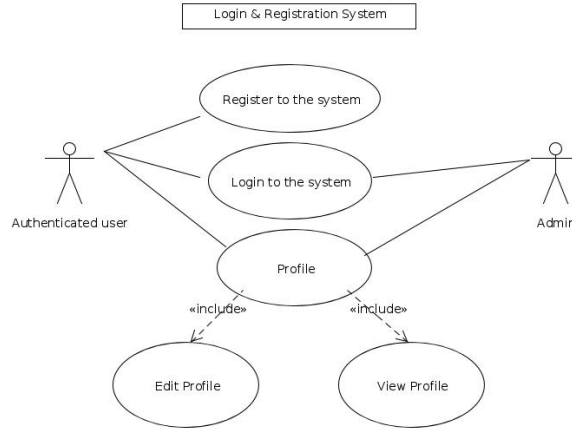 Login & Registration System
Register to the system
Login to the system
Authenticated user
Admin
Profile
«include»
«include»
Edit Profile
View Profile